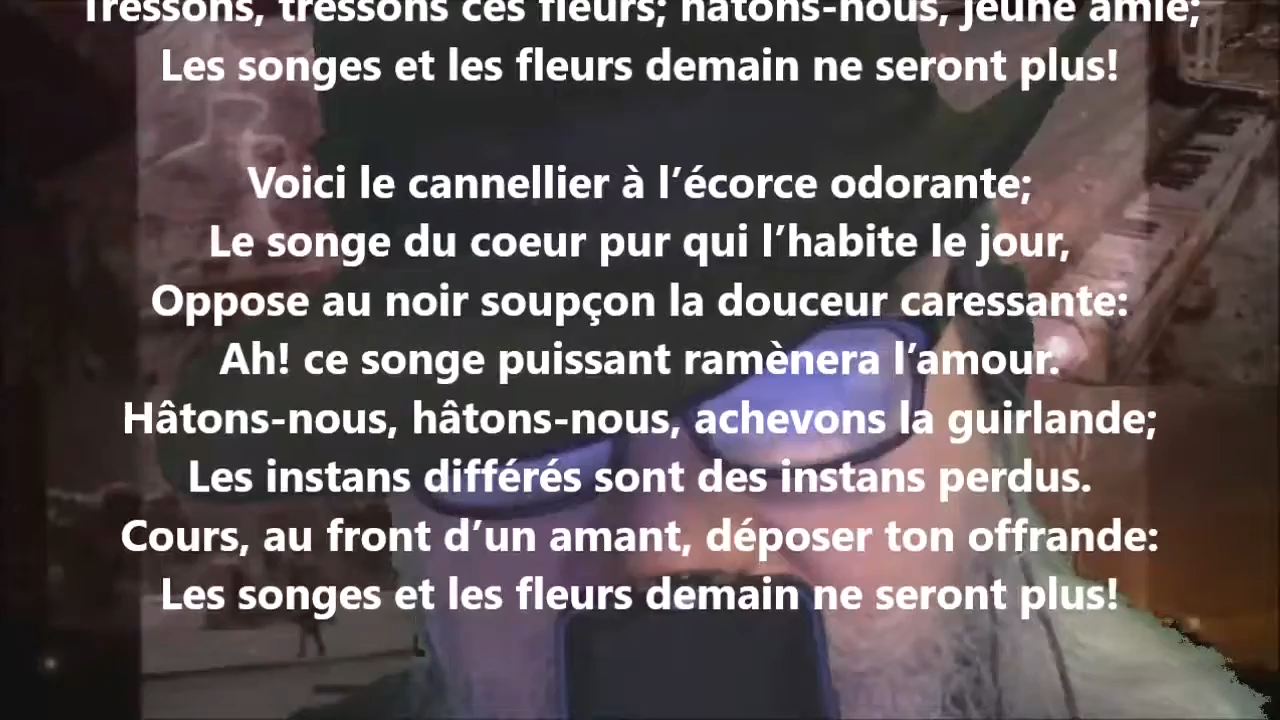 Tressons, tressons ces fleurs; hâtons-nous, jeune amie;
Les songes et les fleurs demain ne seront plus!
Voici le cannellier à l’écorce odorante;
Le songe du coeur pur qui l’habite le jour,
Oppose au noir soupçon la douceur caressante:
Ah! ce songe puissant ramènera l’amour.
Hâtons-nous, hâtons-nous, achevons la guirlande;
Les instans différés sont des instans perdus.
Cours, au front d’un amant, déposer ton offrande:
Les songes et les fleurs demain ne seront plus!